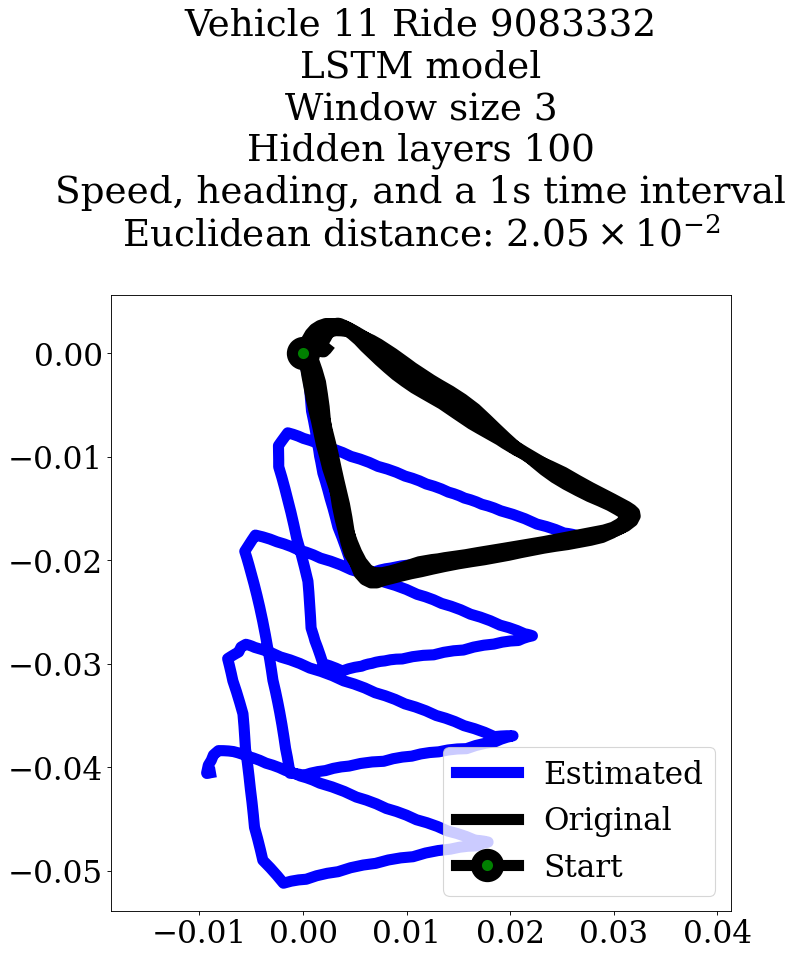 Vehicle 11 Ride 9083332
LSTM model
Window size 3
Hidden layers 100
Speed, heading, and a 1s time interval
Euclidean distance: 2.05 × 10⁻²
0.00
−0.01
−0.02
−0.03
−0.04
−0.05
Estimated
Original
Start
−0.01 0.00 0.01 0.02 0.03 0.04